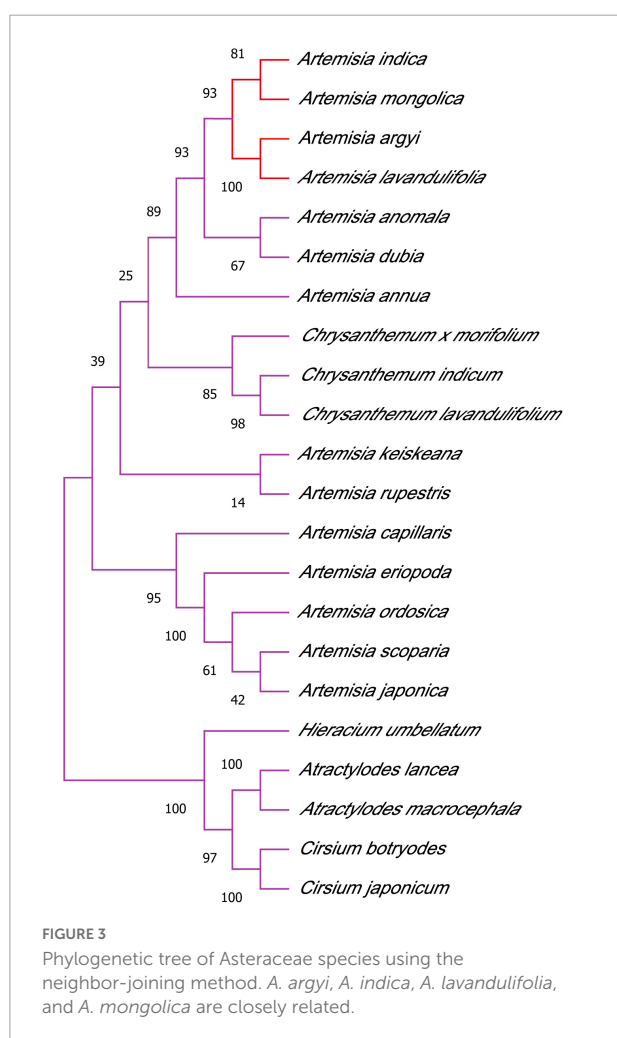 81
Artemisia indica
93
Artemisia mongolica
93
Artemisia argyi
100
Artemisia lavandulifolia
89
Artemisia anomala
67
Artemisia dubia
25
Artemisia annua
Chrysanthemum x morifolium
39
85
Chrysanthemum indicum
98
Chrysanthemum lavandulifolium
Artemisia keiskeana
14
Artemisia rupestris
Artemisia capillaris
95
Artemisia eriopoda
100
Artemisia ordosica
61
Artemisia scoparia
42
Artemisia japonica
Hieracium umbellatum
100
Atractylodes lancea
100
Atractylodes macrocephala
97
Cirsium botryodes
100
Cirsium japonicum
FIGURE 3
Phylogenetic tree of Asteraceae species using the
neighbor-joining method. A. argyi, A. indica, A. lavandulifolia,
and A. mongolica are closely related.